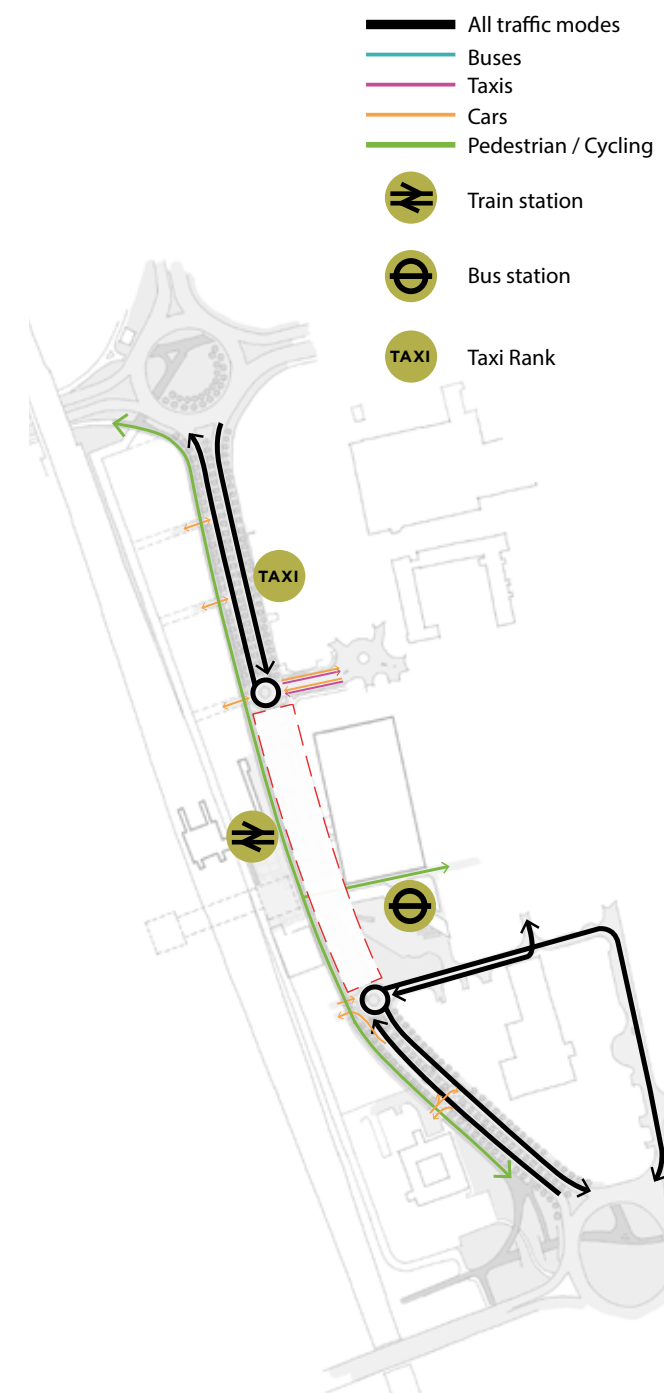 All traffic modes
Buses
Taxis
Cars
Pedestrian / Cycling
Train station
Bus station
TAXI
Taxi Rank
TAXI